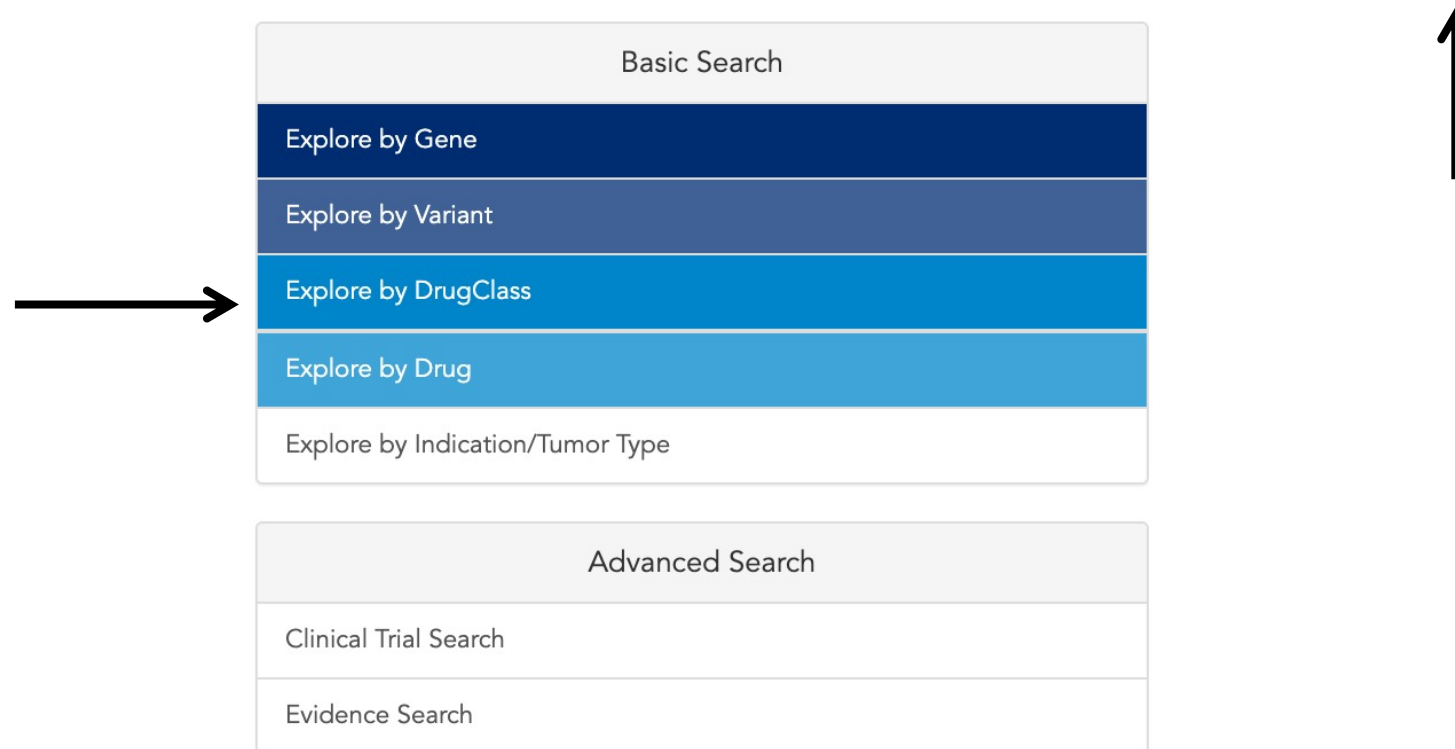 Basic Search
Explore by Gene
Explore by Variant
Explore by DrugClass
Explore by Drug
Explore by Indication/Tumor Type
Advanced Search
Clinical Trial Search
Evidence Search